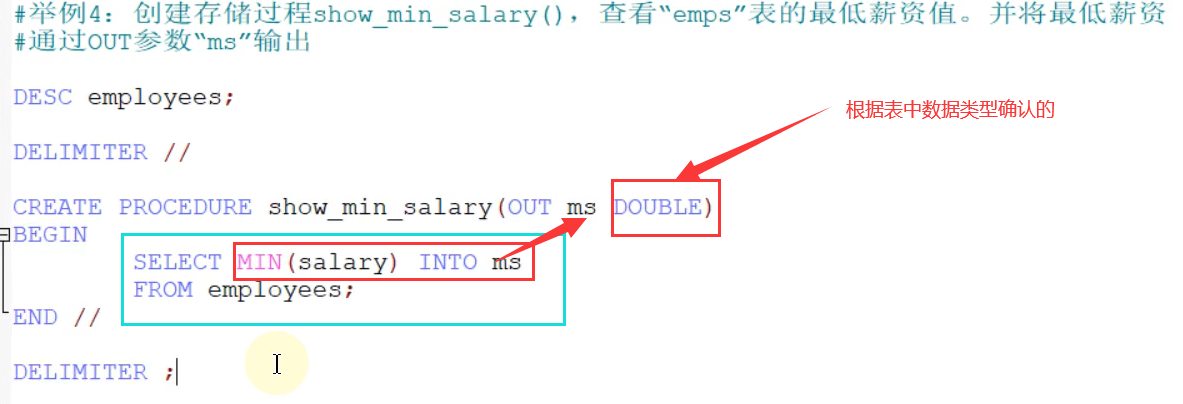 #举例4：创建存储过程show_min_salary()，查看“emps”表的最低薪资值。并将最低薪资
#通过OUT参数“ms”输出
DESC employees;
DELIMITER //
根据表中数据类型确认的
CREATE PROCEDURE show_min_salary(OUT ms DOUBLE)
BEGIN
SELECT MIN(salary) INTO ms
FROM employees;
END //
DELIMITER ;